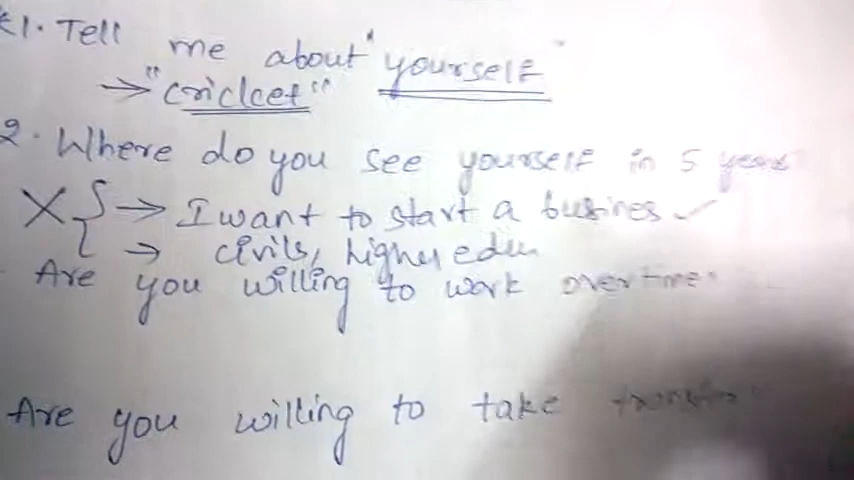 1. Tell me about "yourself"
→ "cricket"
2. Where do you see yourself in 5 years
X { → I want to start a busines ✓
→ civils, higher edu
Are you willing to work overtime
Are you willing to take